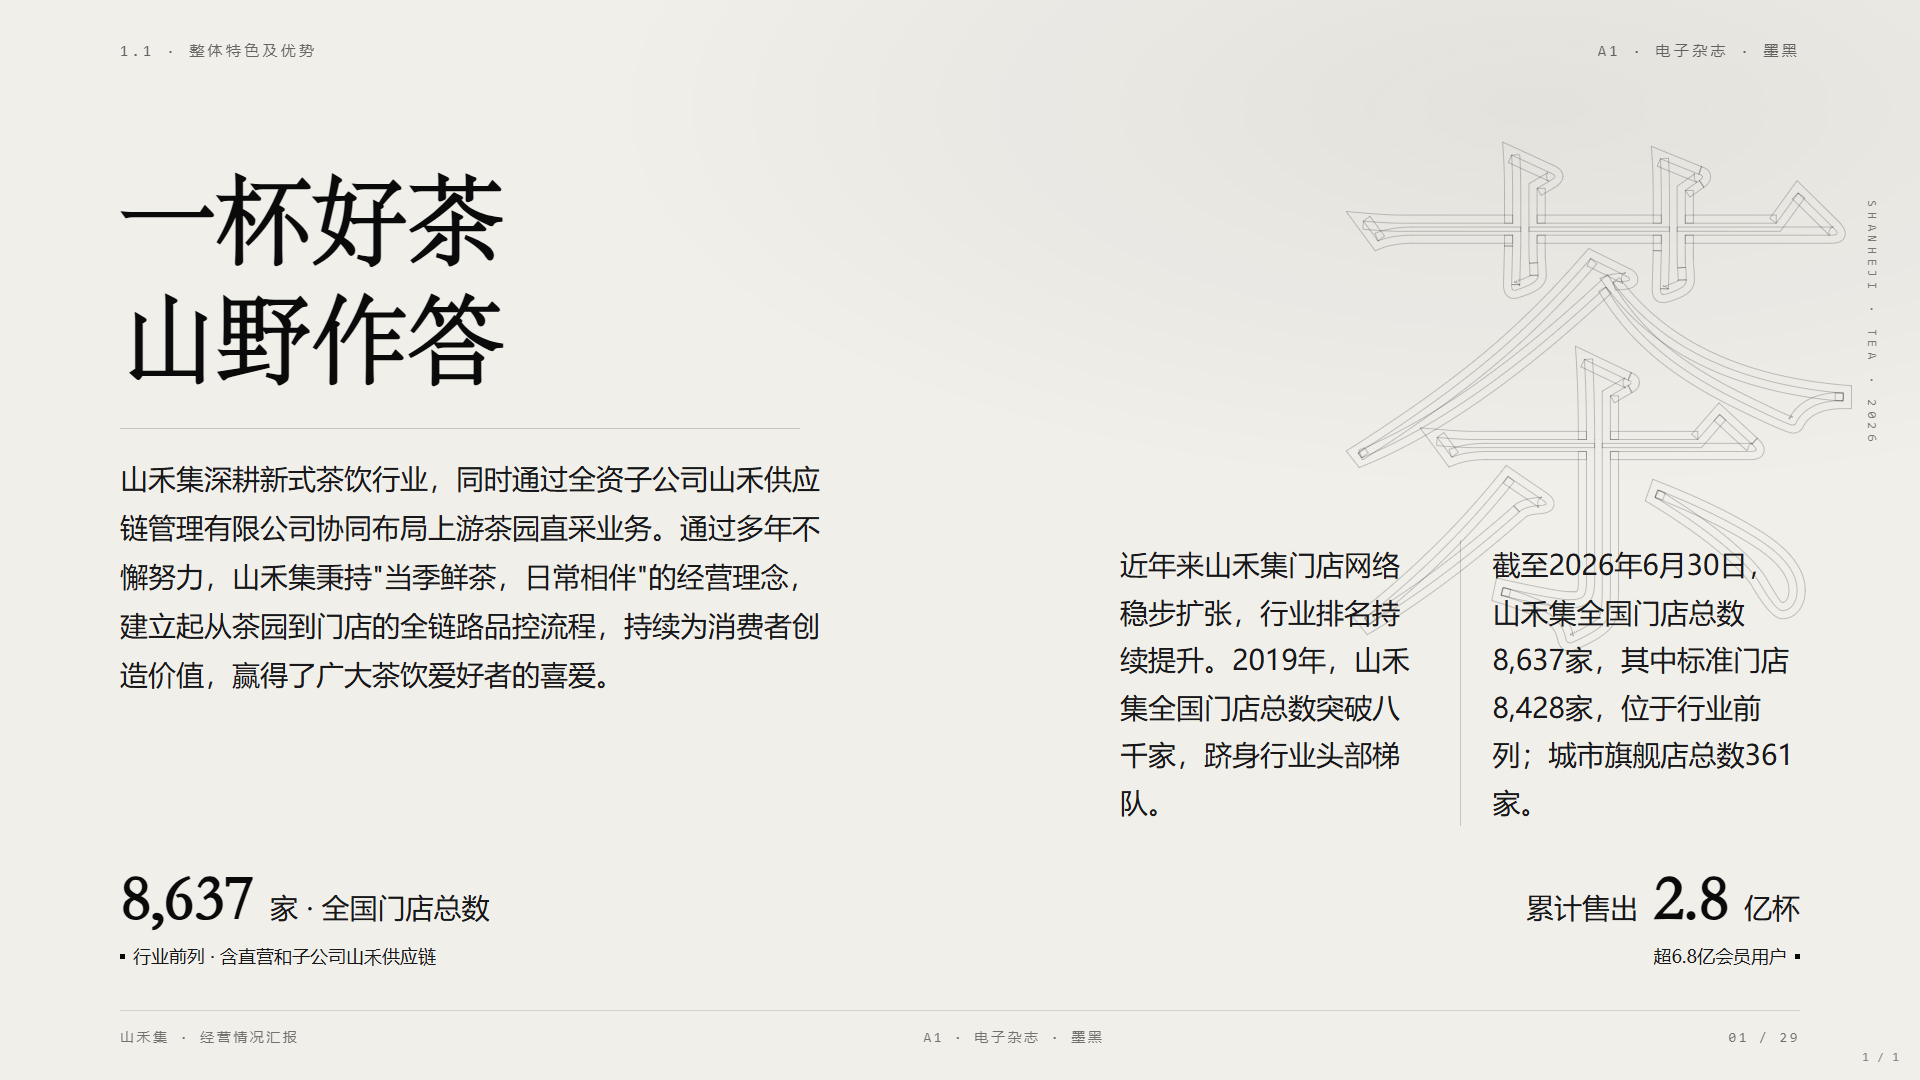 1.1 · 整体特色及优势
A1 · 电子杂志 · 墨黑
一杯好茶
山野作答
山禾集深耕新式茶饮行业，同时通过全资子公司山禾供应
链管理有限公司协同布局上游茶园直采业务。通过多年不
懈努力，山禾集秉持"当季鲜茶，日常相伴"的经营理念，
建立起从茶园到门店的全链路品控流程，持续为消费者创
造价值，赢得了广大茶饮爱好者的喜爱。
茶
SHANHEJI · TEA · 2026
近年来山禾集门店网络
稳步扩张，行业排名持
续提升。2019年，山禾
集全国门店总数突破八
千家，跻身行业头部梯
队。
截至2026年6月30日，
山禾集全国门店总数
8,637家，其中标准门店
8,428家，位于行业前
列；城市旗舰店总数361
家。
8,637 家 · 全国门店总数
行业前列 · 含直营和子公司山禾供应链
累计售出 2.8 亿杯
超6.8亿会员用户
山禾集 · 经营情况汇报
A1 · 电子杂志 · 墨黑
01 / 29
1 / 1